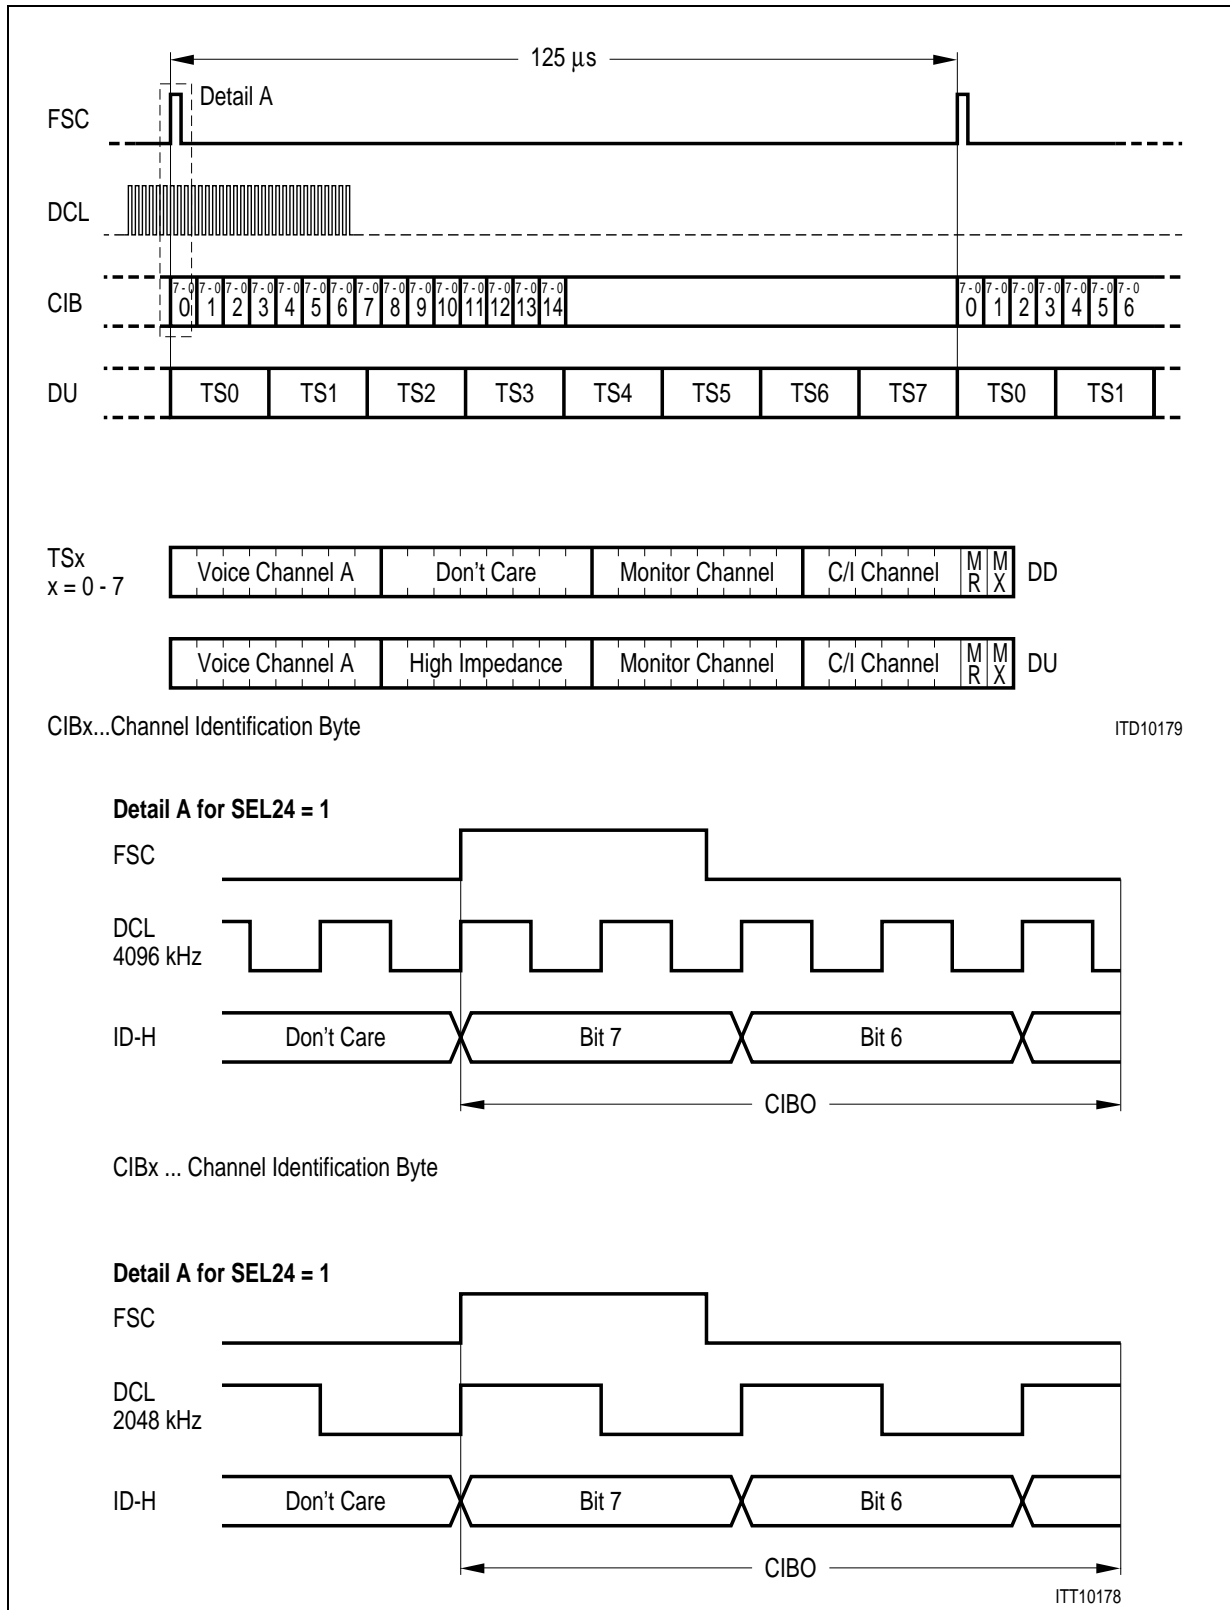 125 µs
Detail A
FSC
DCL
7 - 0 7 - 0 7 - 0 7 - 0 7 - 0 7 - 0 7 - 0 7 - 0 7 - 0 7 - 0 7 - 0 7 - 0 7 - 0 7 - 0 7 - 0 7 - 0 7 - 0 7 - 0 7 - 0 7 - 0 7 - 0 7 - 0
CIB 0 1 2 3 4 5 6 7 8 9 10 11 12 13 14 0 1 2 3 4 5 6
DU TS0 TS1 TS2 TS3 TS4 TS5 TS6 TS7 TS0 TS1
TSx
x = 0 - 7
Voice Channel A Don't Care Monitor Channel C/I Channel MR MX DD
Voice Channel A High Impedance Monitor Channel C/I Channel MR MX DU
CIBx...Channel Identification Byte ITD10179
Detail A for SEL24 = 1
FSC
DCL
4096 kHz
ID-H Don't Care Bit 7 Bit 6
CIBO
CIBx ... Channel Identification Byte
Detail A for SEL24 = 1
FSC
DCL
2048 kHz
ID-H Don't Care Bit 7 Bit 6
CIBO
ITT10178